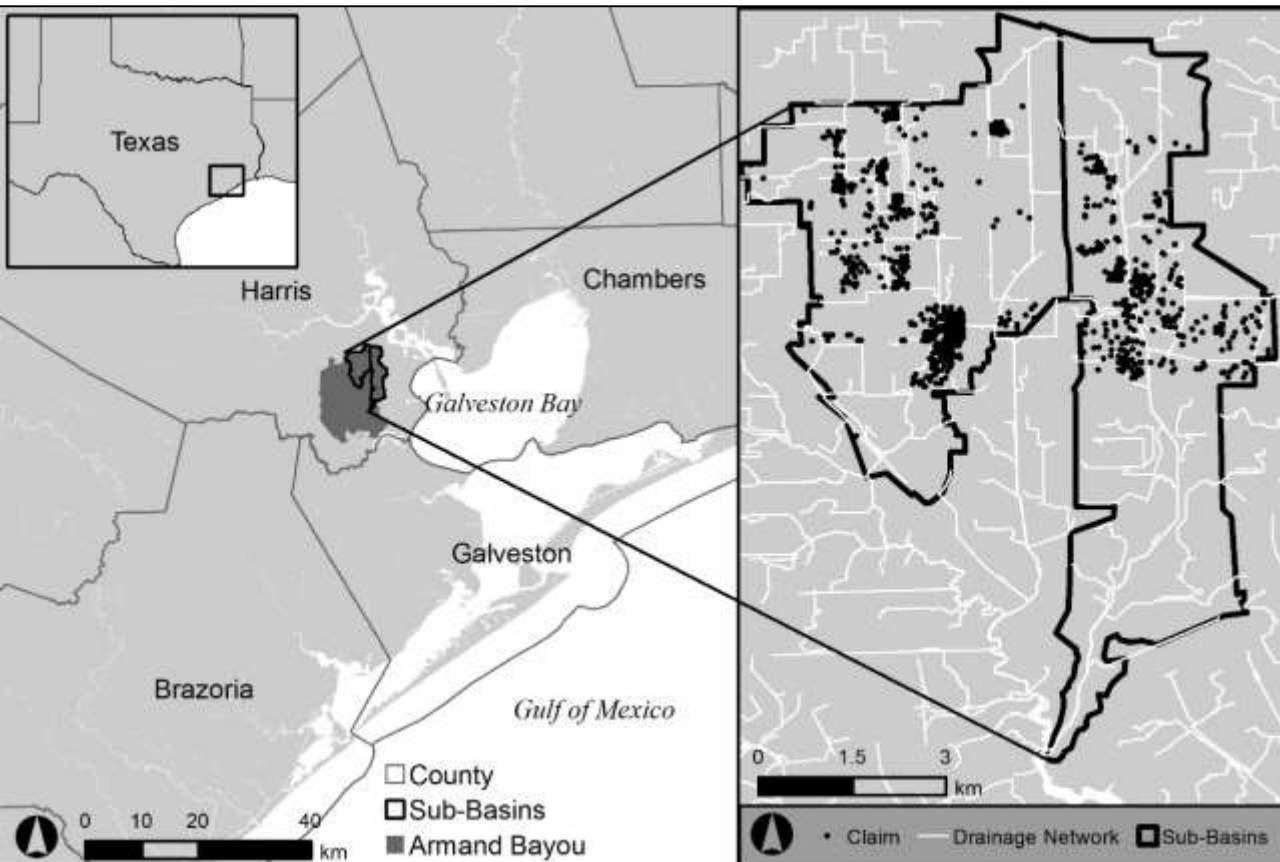 Texas
Harris
Chambers
Galveston Bay
Galveston
Brazoria
Gulf of Mexico
County
Sub-Basins
Armand Bayou
0 10 20 40
km
0 1.5 3
km
Claim Drainage Network Sub-Basins